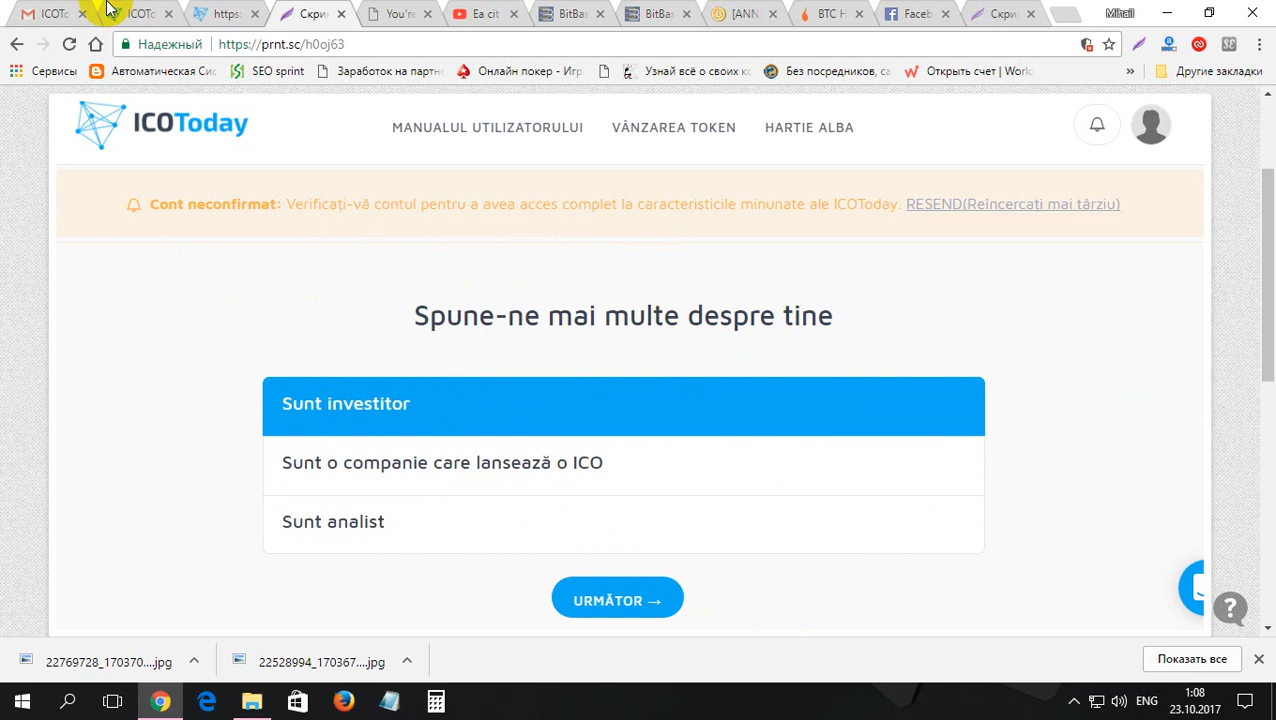 ICOTo
ICOTo
https:
Скри
You're
Ea cit
BitBas
BitBas
[ANN
BTC H
Faceb
Скри
Mihail
Надежный
https://prnt.sc/h0oj63
Сервисы
Автоматическая Сис
SEO sprint
Заработок на партн
Онлайн покер - Игр
Узнай всё о своих кс
Без посредников, са
Открыть счет | Worl
»
Другие закладки
ICOToday
MANUALUL UTILIZATORULUI
VÂNZAREA TOKEN
HARTIE ALBA
Cont neconfirmat: Verificați-vă contul pentru a avea acces complet la caracteristicile minunate ale ICOToday. RESEND(Reîncercați mai târziu)
Spune-ne mai multe despre tine
Sunt investitor
Sunt o companie care lansează o ICO
Sunt analist
URMĂTOR →
?
22769728_170370....jpg
22528994_170367....jpg
Показать все
ENG
1:08
23.10.2017